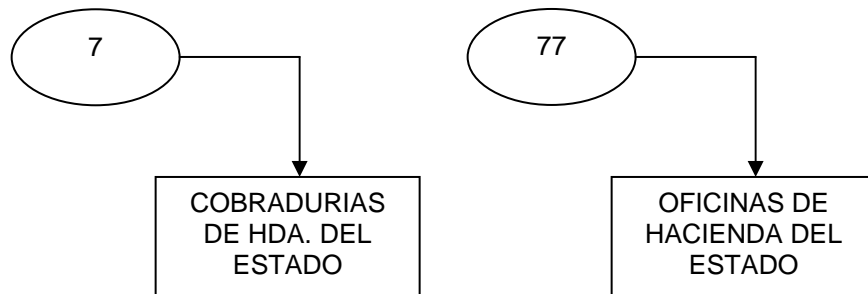 7
COBRADURIAS
DE HDA. DEL
ESTADO
77
OFICINAS DE
HACIENDA DEL
ESTADO